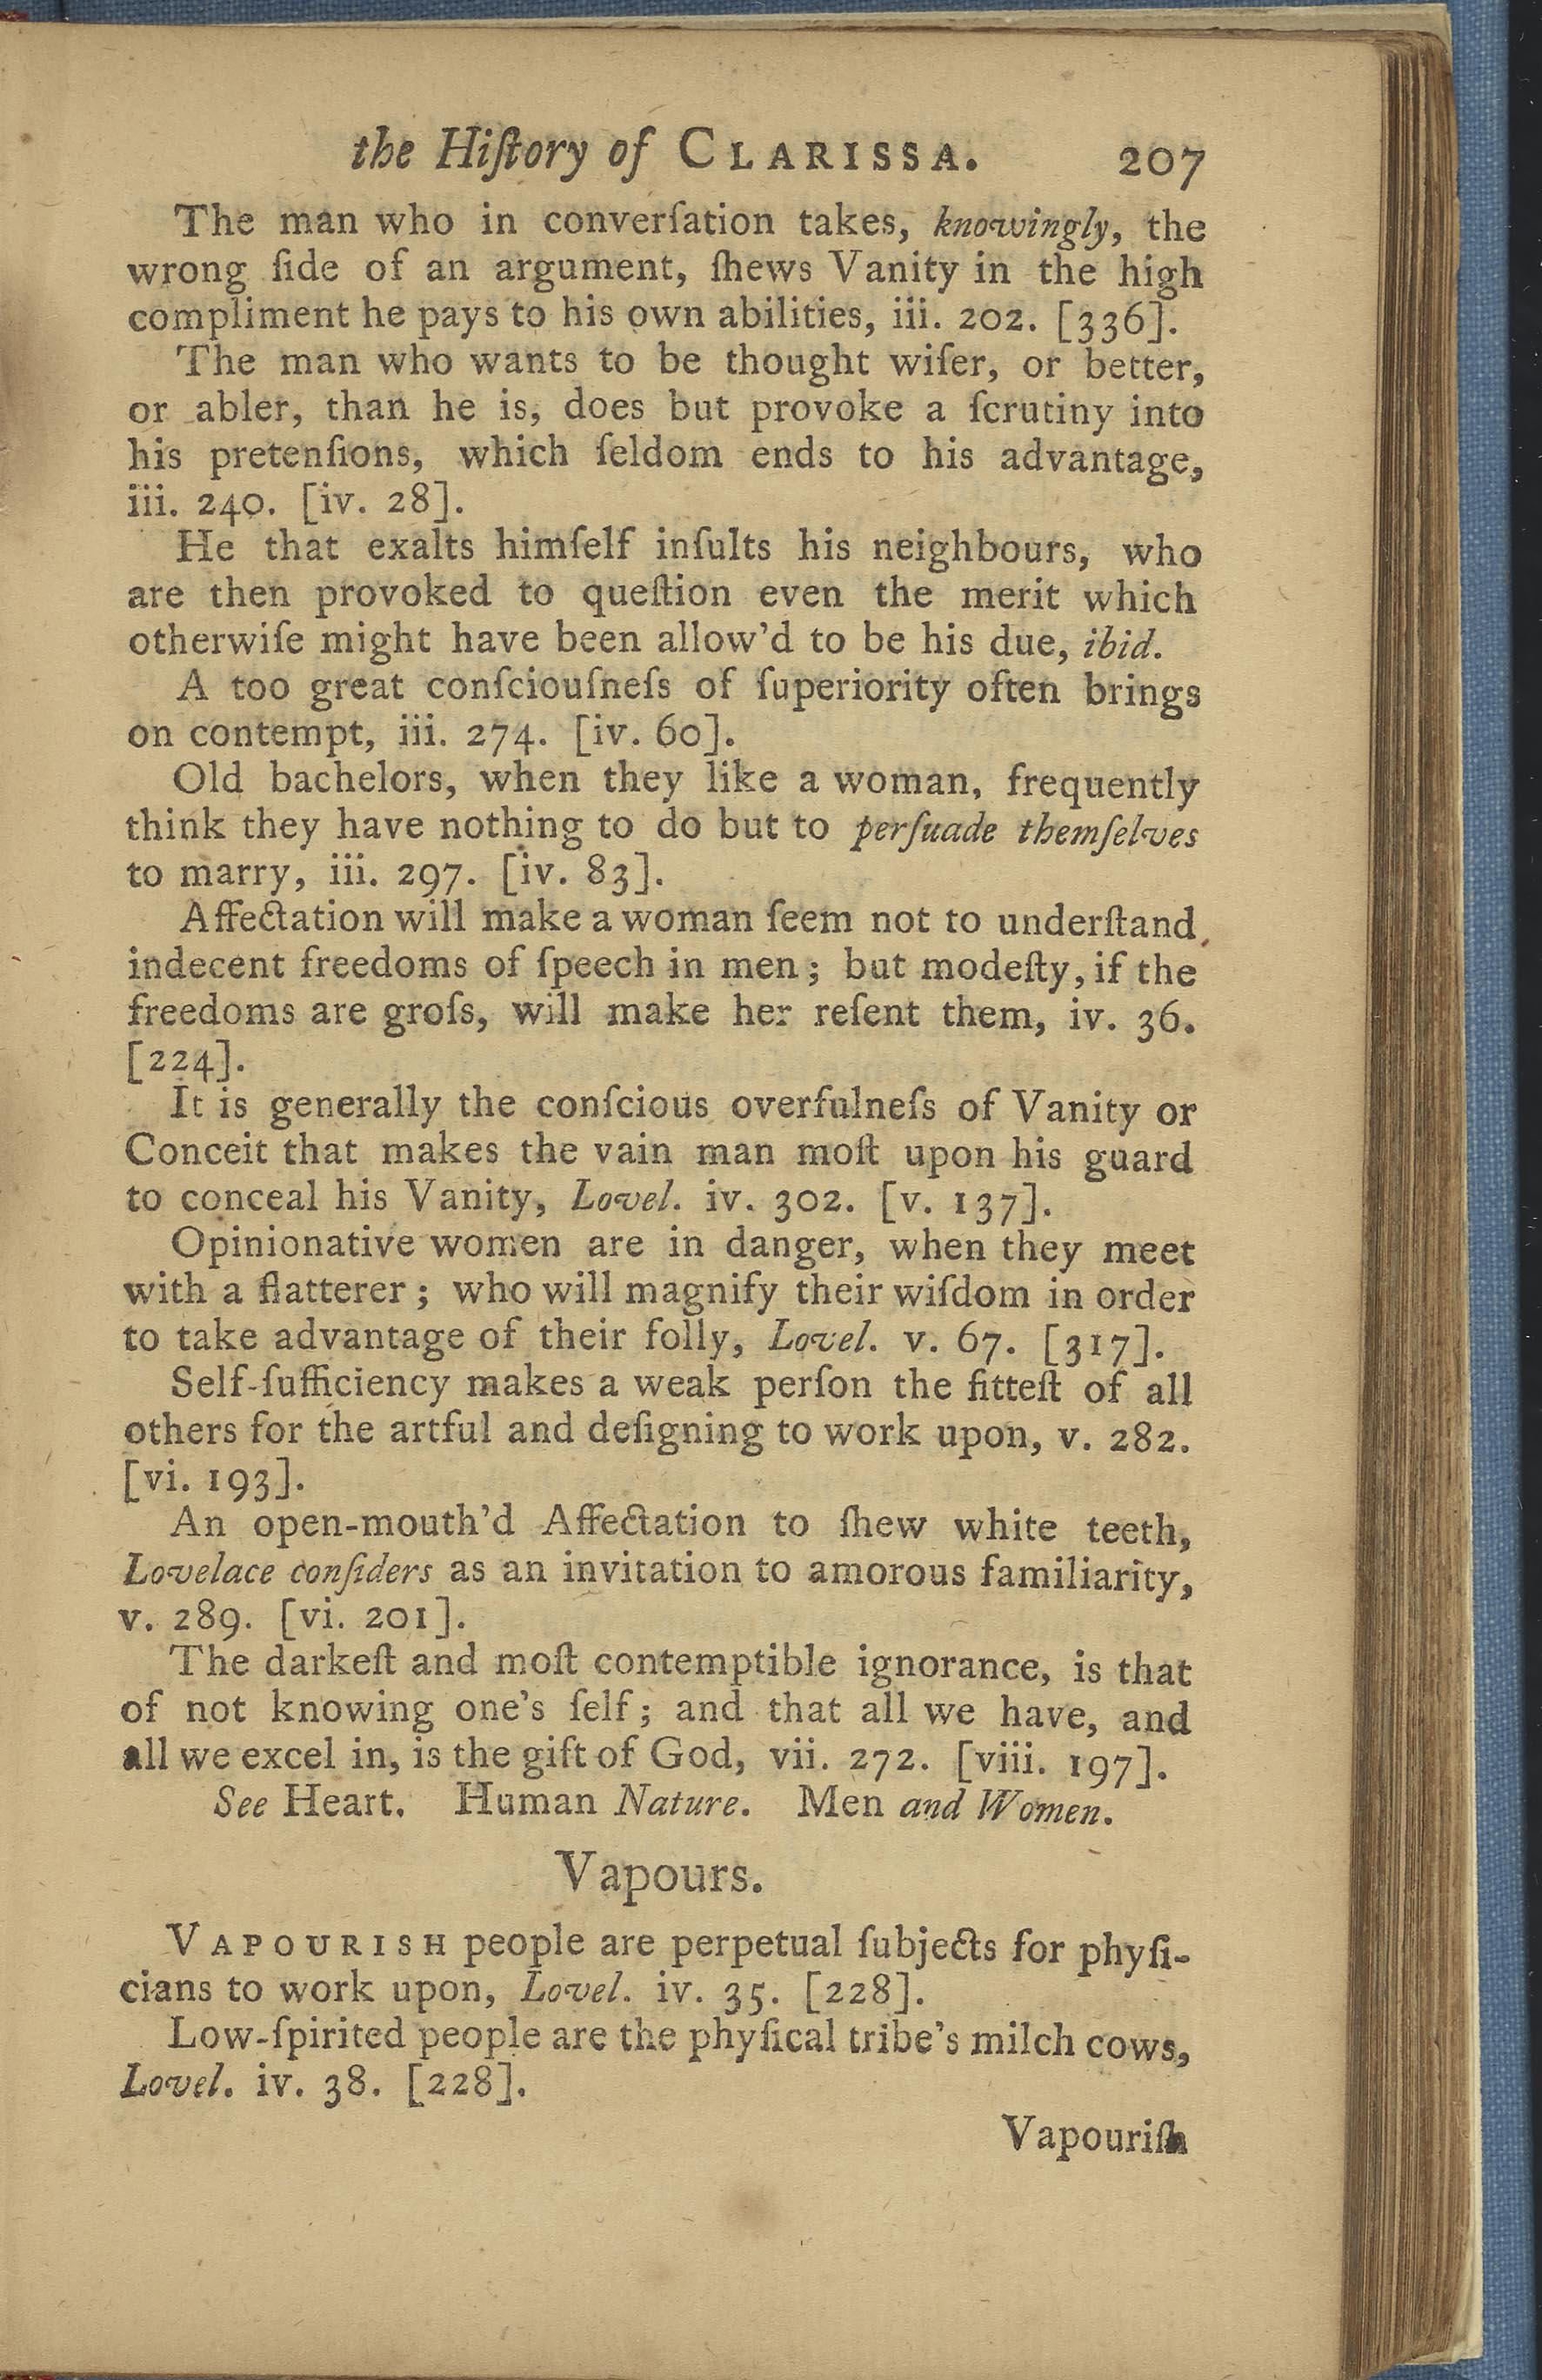 the Hiſtory of CLARISSA. 207
The man who in converſation takes, knowingly, the
wrong ſide of an argument, ſhews Vanity in the high
compliment he pays to his own abilities, iii. 202. [336].
The man who wants to be thought wiſer, or better,
or abler, than he is, does but provoke a ſcrutiny into
his pretenſions, which ſeldom ends to his advantage,
iii. 240. [iv. 28].
He that exalts himſelf inſults his neighbours, who
are then provoked to queſtion even the merit which
otherwiſe might have been allow'd to be his due, ibid.
A too great conſciouſneſs of ſuperiority often brings
on contempt, iii. 274. [iv. 60].
Old bachelors, when they like a woman, frequently
think they have nothing to do but to perſuade themſelves
to marry, iii. 297. [iv. 83].
Affectation will make a woman ſeem not to underſtand
indecent freedoms of ſpeech in men; but modeſty, if the
freedoms are groſs, will make her reſent them, iv. 36.
[224].
It is generally the conſcious overfulneſs of Vanity or
Conceit that makes the vain man moſt upon his guard
to conceal his Vanity, Lovel. iv. 302. [v. 137].
Opinionative women are in danger, when they meet
with a flatterer; who will magnify their wiſdom in order
to take advantage of their folly, Lovel. v. 67. [317].
Self-ſufficiency makes a weak perſon the fitteſt of all
others for the artful and deſigning to work upon, v. 282.
[vi. 193].
An open-mouth'd Affectation to ſhew white teeth,
Lovelace conſiders as an invitation to amorous familiarity,
v. 289. [vi. 201].
The darkeſt and moſt contemptible ignorance, is that
of not knowing one's ſelf; and that all we have, and
all we excel in, is the gift of God, vii. 272. [viii. 197].
See Heart. Human Nature. Men and Women.
Vapours.
VAPOURISH people are perpetual ſubjects for phyſi-
cians to work upon, Lovel. iv. 35. [228].
Low-ſpirited people are the phyſical tribe's milch cows,
Lovel. iv. 38. [228].
Vapouriſh